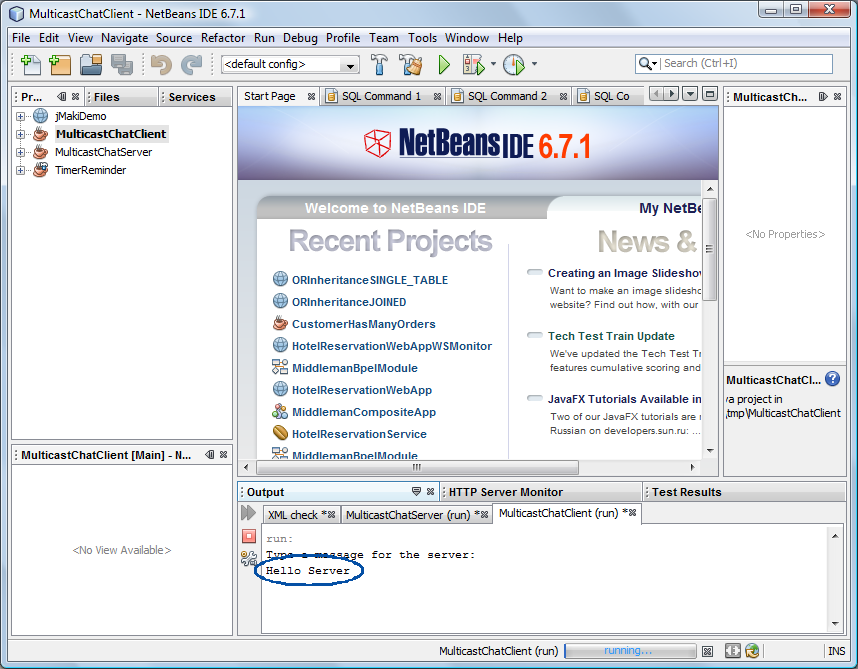 MulticastChatClient - NetBeans IDE 6.7.1
File Edit View Navigate Source Refactor Run Debug Profile Team Tools Window Help
<default config>
Search (Ctrl+I)
Pr... Files Services
jMakiDemo
MulticastChatClient
MulticastChatServer
TimerReminder
MulticastChatClient [Main] - N...
<No View Available>
Start Page SQL Command 1 SQL Command 2 SQL Co
NetBeans IDE 6.7.1
Welcome to NetBeans IDE
My NetBe
Recent Projects
ORInheritanceSINGLE_TABLE
ORInheritanceJOINED
CustomerHasManyOrders
HotelReservationWebAppWSMonitor
MiddlemanBpelModule
HotelReservationWebApp
MiddlemanCompositeApp
HotelReservationService
MiddlemanBpelModule
News &
Creating an Image Slideshow
Want to make an image slidesho
website? Find out how, with our
Tech Test Train Update
We've updated the Tech Test Tr
features cumulative scoring and
JavaFX Tutorials Available in
Two of our JavaFX tutorials are
Russian on developers.sun.ru: ...
MulticastCh...
<No Properties>
MulticastChatCl...
va project in
tmp\MulticastChatClient
Output HTTP Server Monitor Test Results
XML check * MulticastChatServer (run) * MulticastChatClient (run) *
run:
Type a message for the server:
Hello Server
MulticastChatClient (run) running... INS